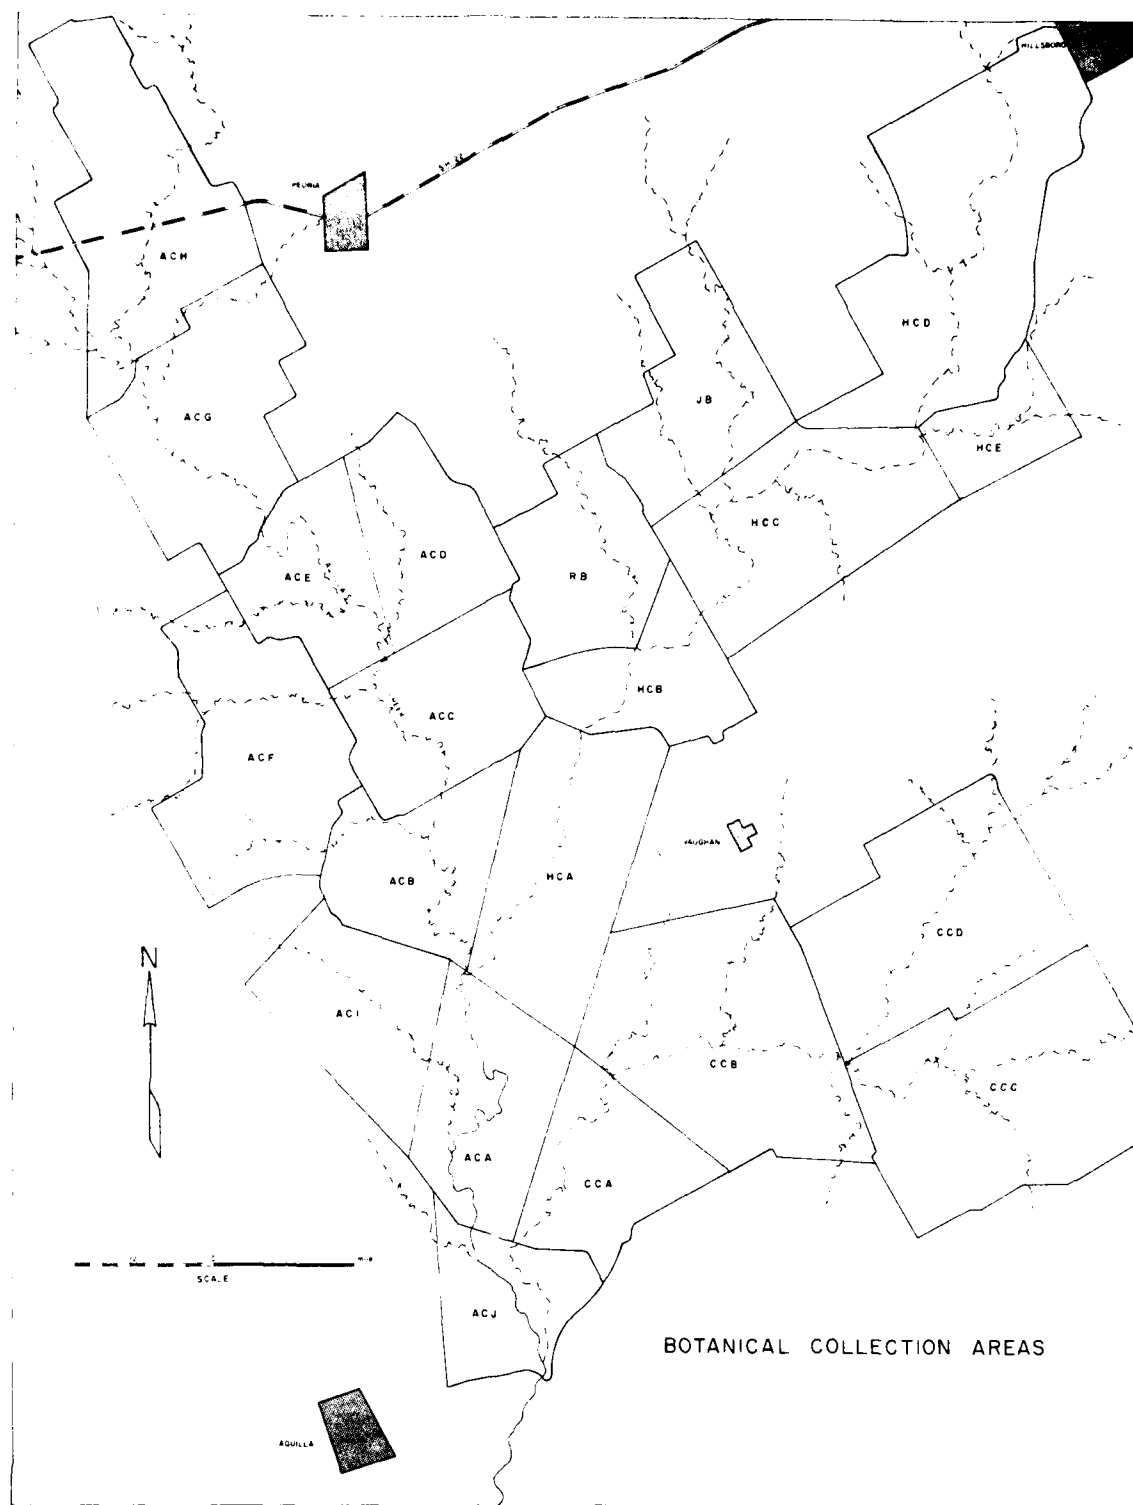 HILLSBORO
PEORIA
S.H. 22
ACH
HCD
JB
ACG
HCE
HCC
ACD
ACE
RB
HCB
ACC
ACF
VAUGHAN
HCA
ACB
CCD
N
ACI
CCB
CCC
ACA
CCA
SCALE
ACJ
BOTANICAL COLLECTION AREAS
AQUILLA